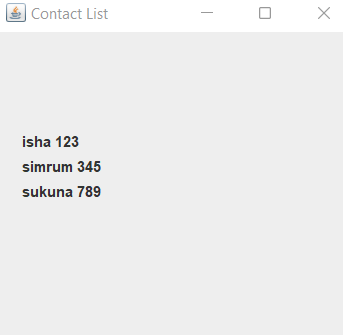 Contact List
isha 123
simrum 345
sukuna 789